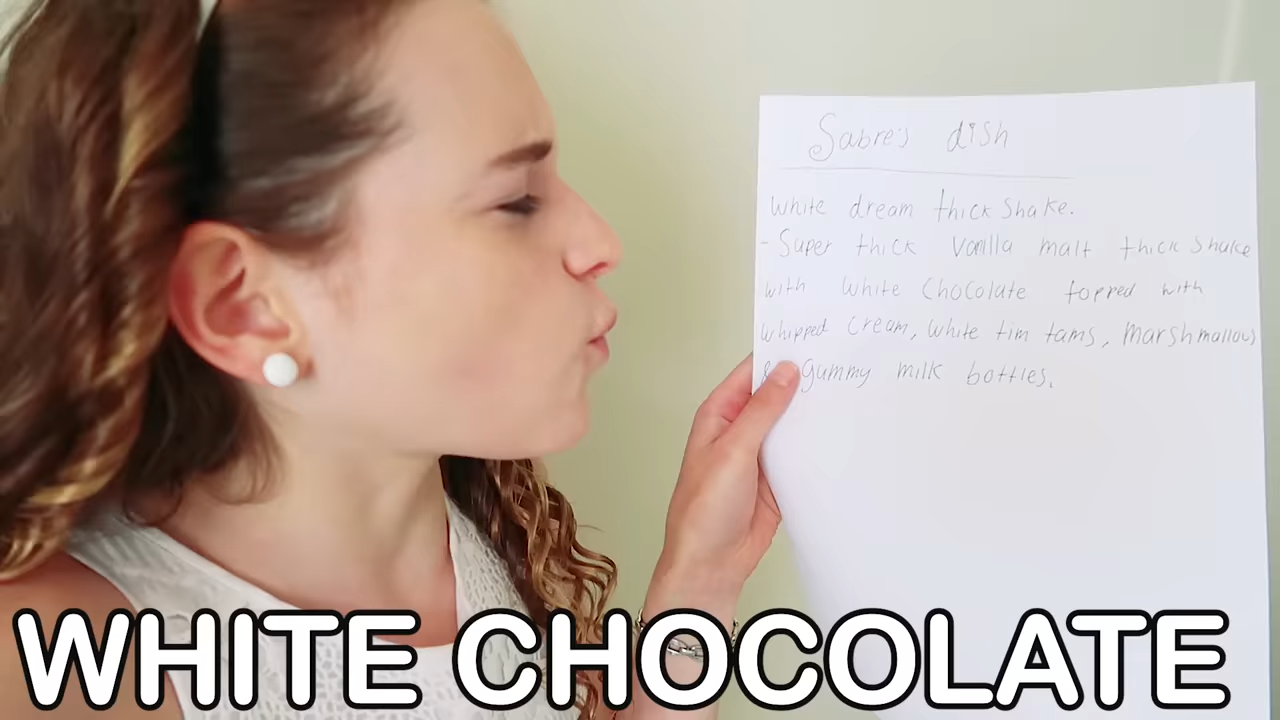 Sabre's dish
white dream thick shake.
- Super thick Vanilla malt thick shake
with white chocolate topped with
whipped cream, white tim tams, marshmallows
& gummy milk bottles.
WHITE CHOCOLATE